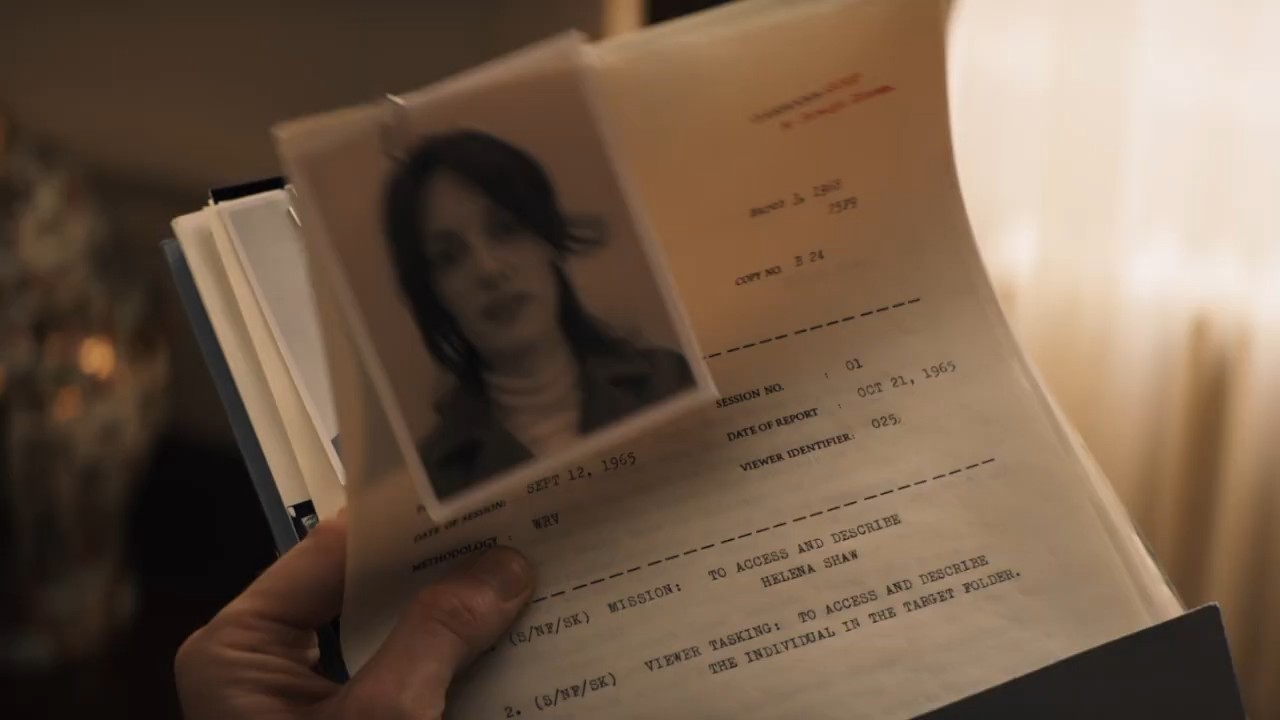 COPY NO. B 24
SESSION NO. : 01
DATE OF REPORT : OCT 21, 1965
VIEWER IDENTIFIER: 025
DATE OF SESSION: SEPT 12, 1965
METHODOLOGY : WRV
(S/NF/SK) MISSION: TO ACCESS AND DESCRIBE
HELENA SHAW
2. (S/NF/SK) VIEWER TASKING: TO ACCESS AND DESCRIBE
THE INDIVIDUAL IN THE TARGET FOLDER.